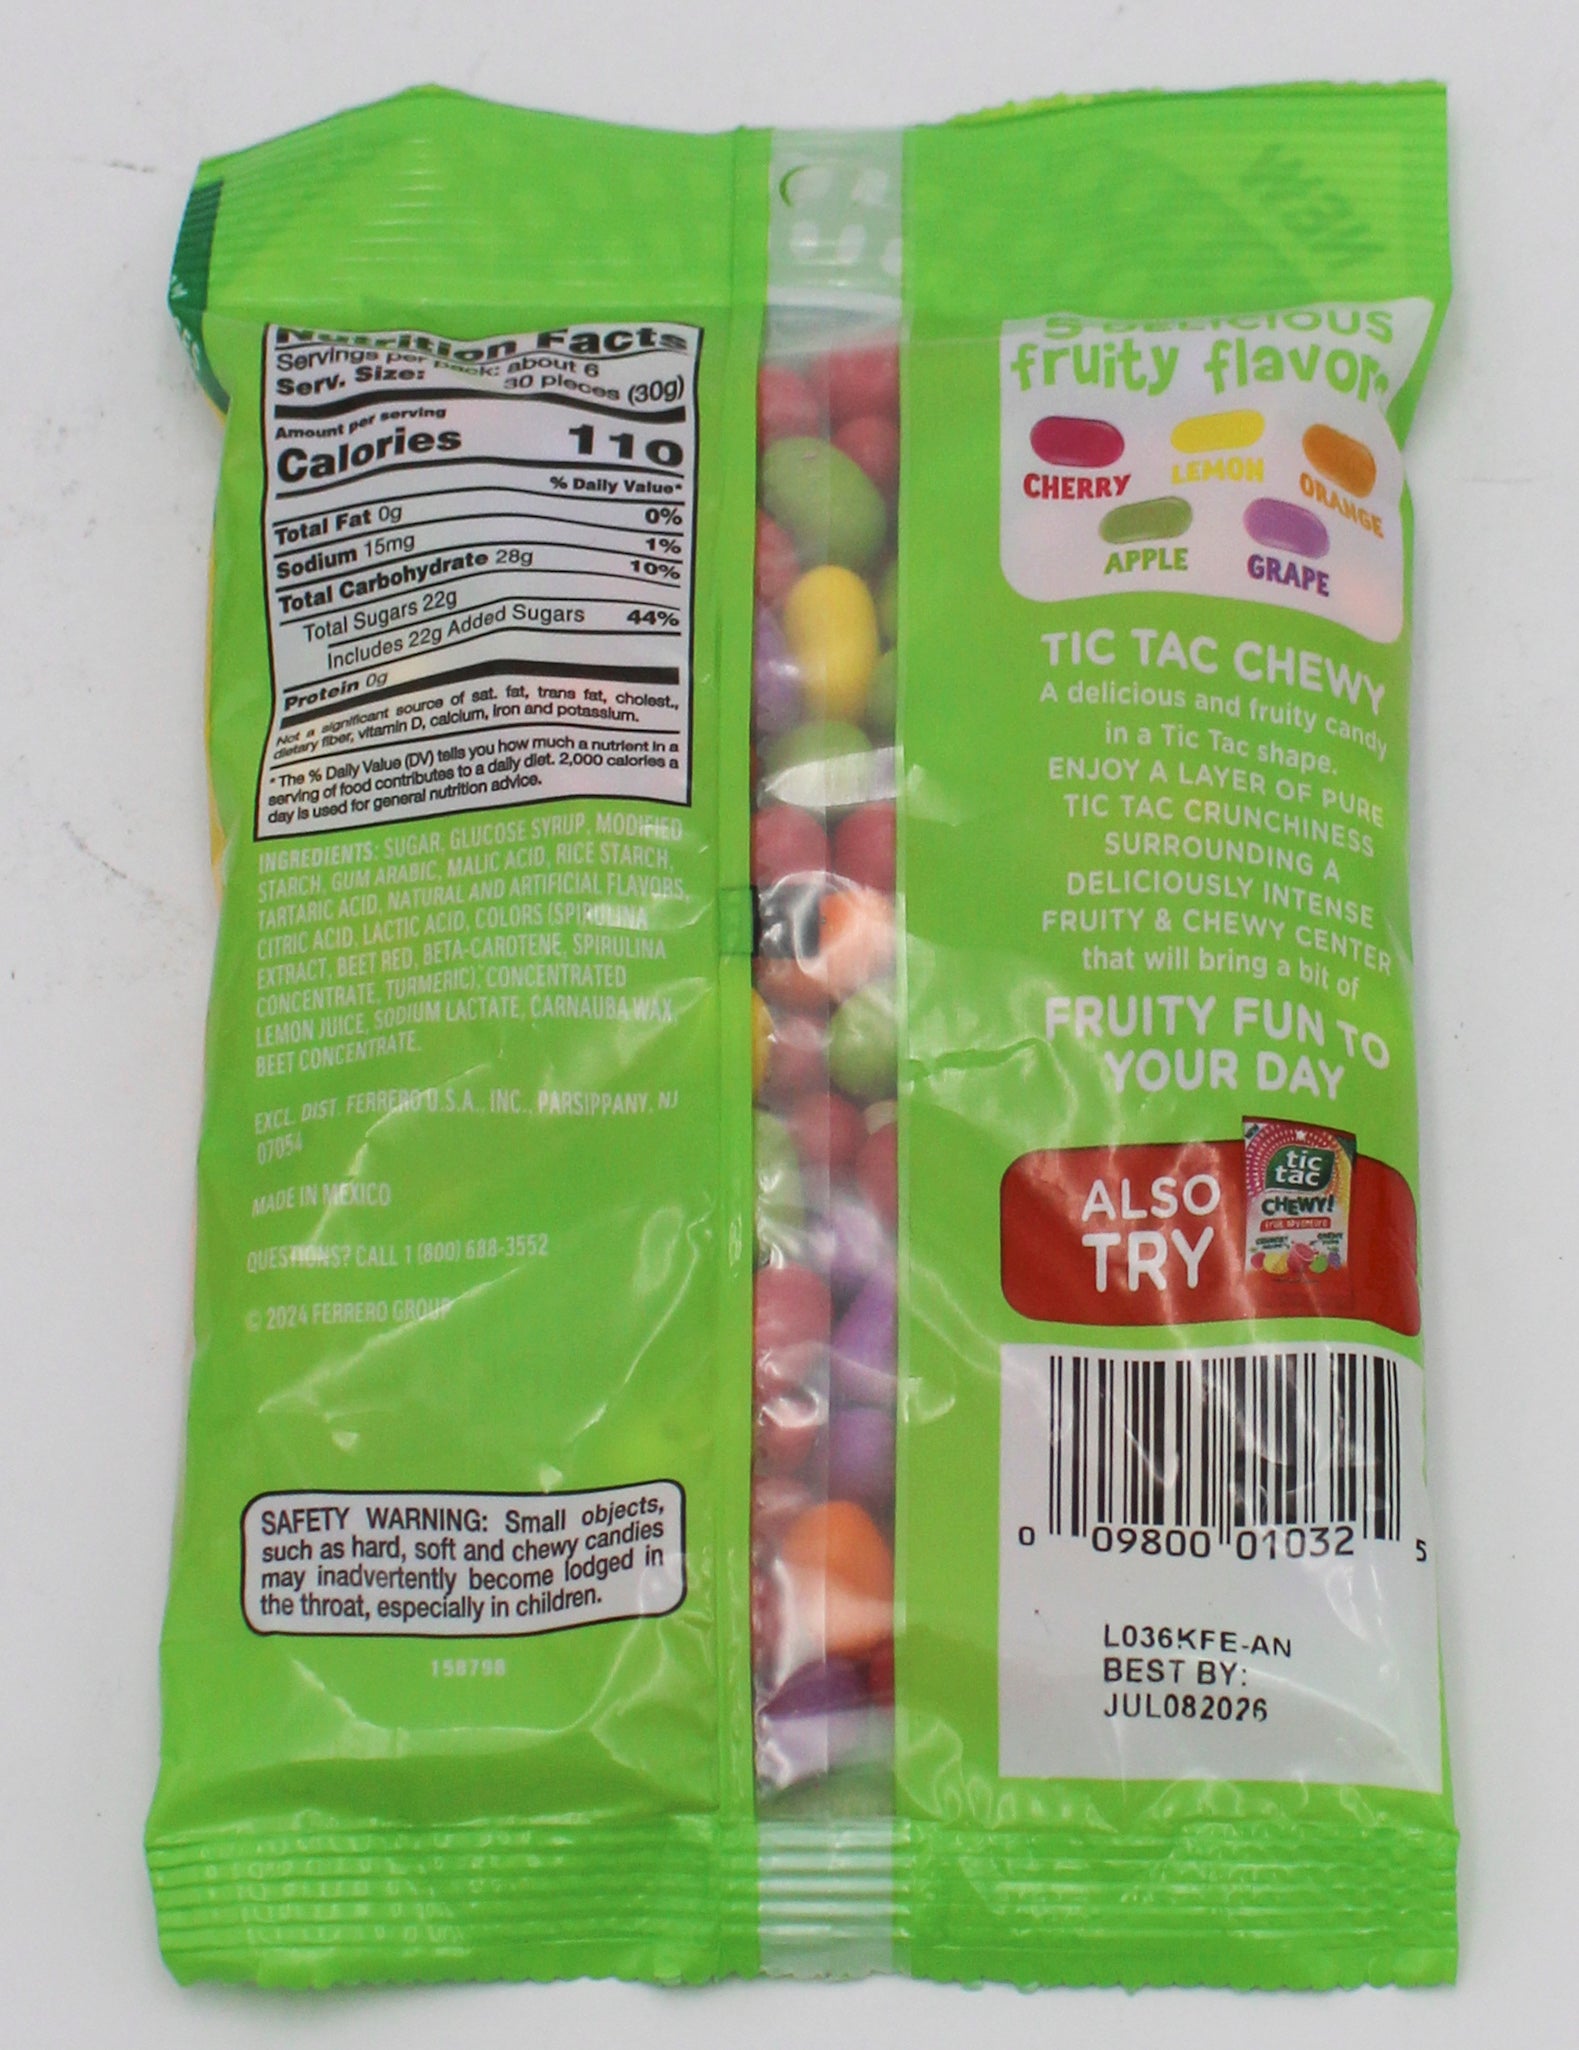 Nutrition Facts
Servings per pack: about 6
Serv. Size: 30 pieces (30g)
Amount per serving
Calories 110
% Daily Value*
Total Fat 0g 0%
Sodium 15mg 1%
Total Carbohydrate 28g 10%
Total Sugars 22g
Includes 22g Added Sugars 44%
Protein 0g
Not a significant source of sat. fat, trans fat, cholest.,
dietary fiber, vitamin D, calcium, iron and potassium.
*The % Daily Value (DV) tells you how much a nutrient in a
serving of food contributes to a daily diet. 2,000 calories a
day is used for general nutrition advice.
INGREDIENTS: SUGAR, GLUCOSE SYRUP, MODIFIED
STARCH, GUM ARABIC, MALIC ACID, RICE STARCH,
TARTARIC ACID, NATURAL AND ARTIFICIAL FLAVORS,
CITRIC ACID, LACTIC ACID, COLORS (SPIRULINA
EXTRACT, BEET RED, BETA-CAROTENE, SPIRULINA
CONCENTRATE, TURMERIC), CONCENTRATED
LEMON JUICE, SODIUM LACTATE, CARNAUBA WAX,
BEET CONCENTRATE.
EXCL. DIST. FERRERO U.S.A., INC., PARSIPPANY, NJ
07054
MADE IN MEXICO
QUESTIONS? CALL 1 (800) 688-3552
© 2024 FERRERO GROUP
SAFETY WARNING: Small objects,
such as hard, soft and chewy candies
may inadvertently become lodged in
the throat, especially in children.
158798
NEW
5 DELICIOUS
fruity flavors
CHERRY
LEMON
ORANGE
APPLE
GRAPE
TIC TAC CHEWY
A delicious and fruity candy
in a Tic Tac shape.
ENJOY A LAYER OF PURE
TIC TAC CRUNCHINESS
SURROUNDING A
DELICIOUSLY INTENSE
FRUITY & CHEWY CENTER
that will bring a bit of
FRUITY FUN TO
YOUR DAY
ALSO
TRY
tic
tac
CHEWY!
fruit adventure
0 09800 01032 5
L036KFE-AN
BEST BY:
JUL082026